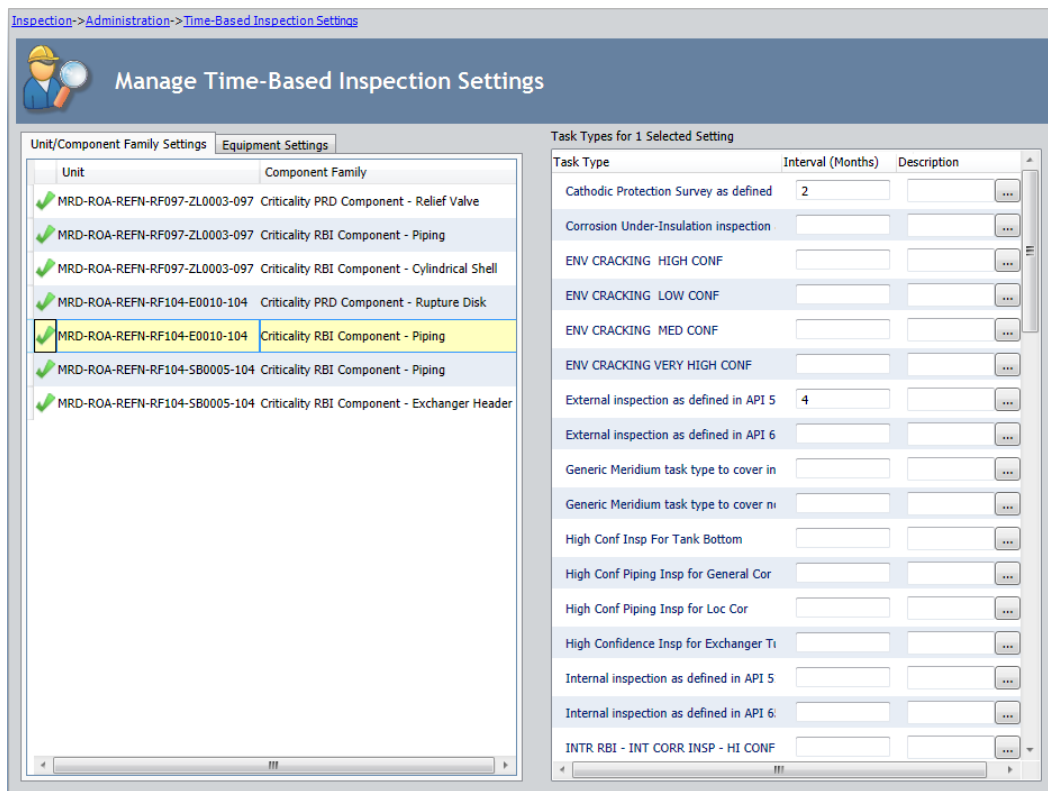 Inspection->Administration->Time-Based Inspection Settings
Manage Time-Based Inspection Settings
Unit/Component Family Settings Equipment Settings
Unit Component Family
MRD-ROA-REFN-RF097-ZL0003-097 Criticality PRD Component - Relief Valve
MRD-ROA-REFN-RF097-ZL0003-097 Criticality RBI Component - Piping
MRD-ROA-REFN-RF097-ZL0003-097 Criticality RBI Component - Cylindrical Shell
MRD-ROA-REFN-RF104-E0010-104 Criticality PRD Component - Rupture Disk
MRD-ROA-REFN-RF104-E0010-104 Criticality RBI Component - Piping
MRD-ROA-REFN-RF104-SB0005-104 Criticality RBI Component - Piping
MRD-ROA-REFN-RF104-SB0005-104 Criticality RBI Component - Exchanger Header
Task Types for 1 Selected Setting
Task Type Interval (Months) Description
Cathodic Protection Survey as defined 2 ...
Corrosion Under-Insulation inspection ...
ENV CRACKING HIGH CONF ...
ENV CRACKING LOW CONF ...
ENV CRACKING MED CONF ...
ENV CRACKING VERY HIGH CONF ...
External inspection as defined in API 5 4 ...
External inspection as defined in API 6 ...
Generic Meridium task type to cover in ...
Generic Meridium task type to cover ...
High Conf Insp For Tank Bottom ...
High Conf Piping Insp for General Cor ...
High Conf Piping Insp for Loc Cor ...
High Confidence Insp for Exchanger ...
Internal inspection as defined in API 5 ...
Internal inspection as defined in API 6 ...
INTR RBI - INT CORR INSP - HI CONF ...